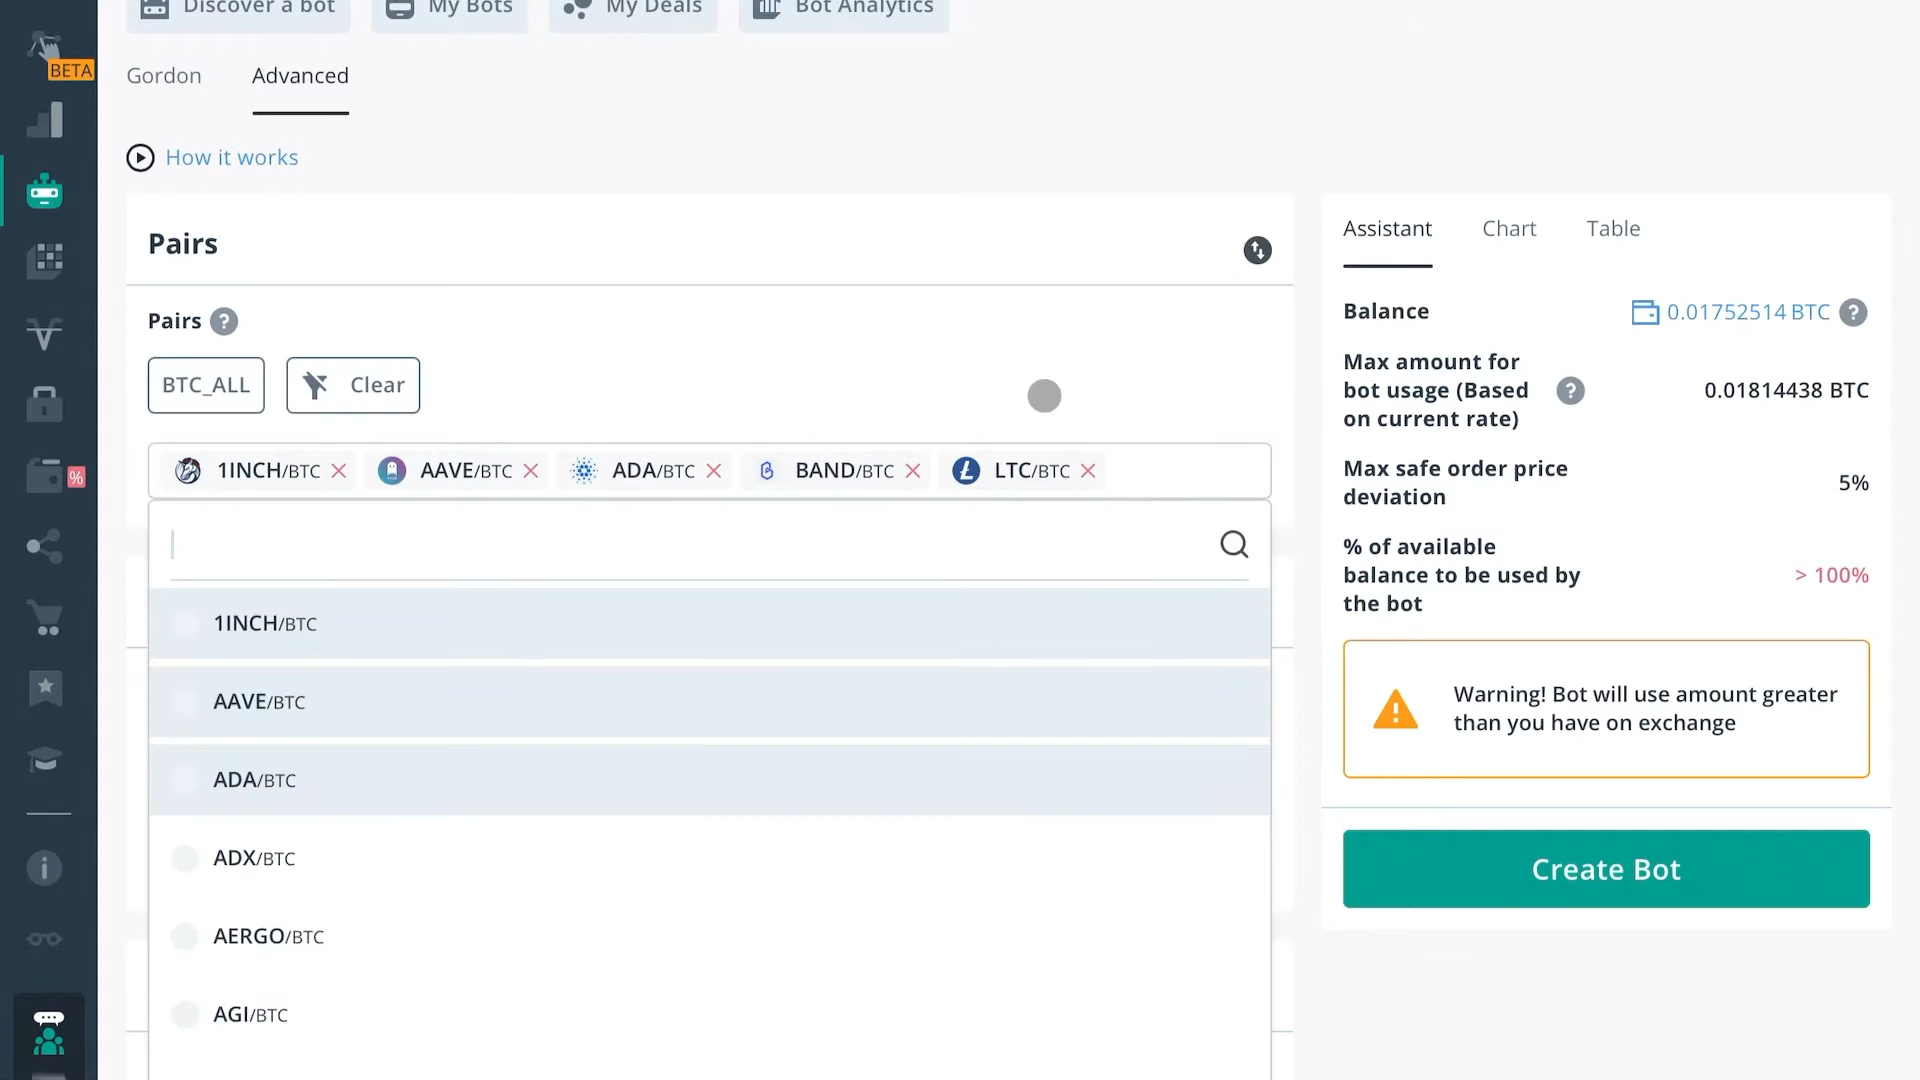 Discover a bot
My Bots
My Deals
Bot Analytics
BETA
Gordon
Advanced
How it works
Pairs
Pairs ?
BTC_ALL
Clear
1INCH/BTC
AAVE/BTC
ADA/BTC
BAND/BTC
LTC/BTC
1INCH/BTC
AAVE/BTC
ADA/BTC
ADX/BTC
AERGO/BTC
AGI/BTC
Assistant
Chart
Table
Balance
0.01752514 BTC ?
Max amount for
bot usage (Based
on current rate)
?
0.01814438 BTC
Max safe order price
deviation
5%
% of available
balance to be used by
the bot
> 100%
Warning! Bot will use amount greater
than you have on exchange
Create Bot
%